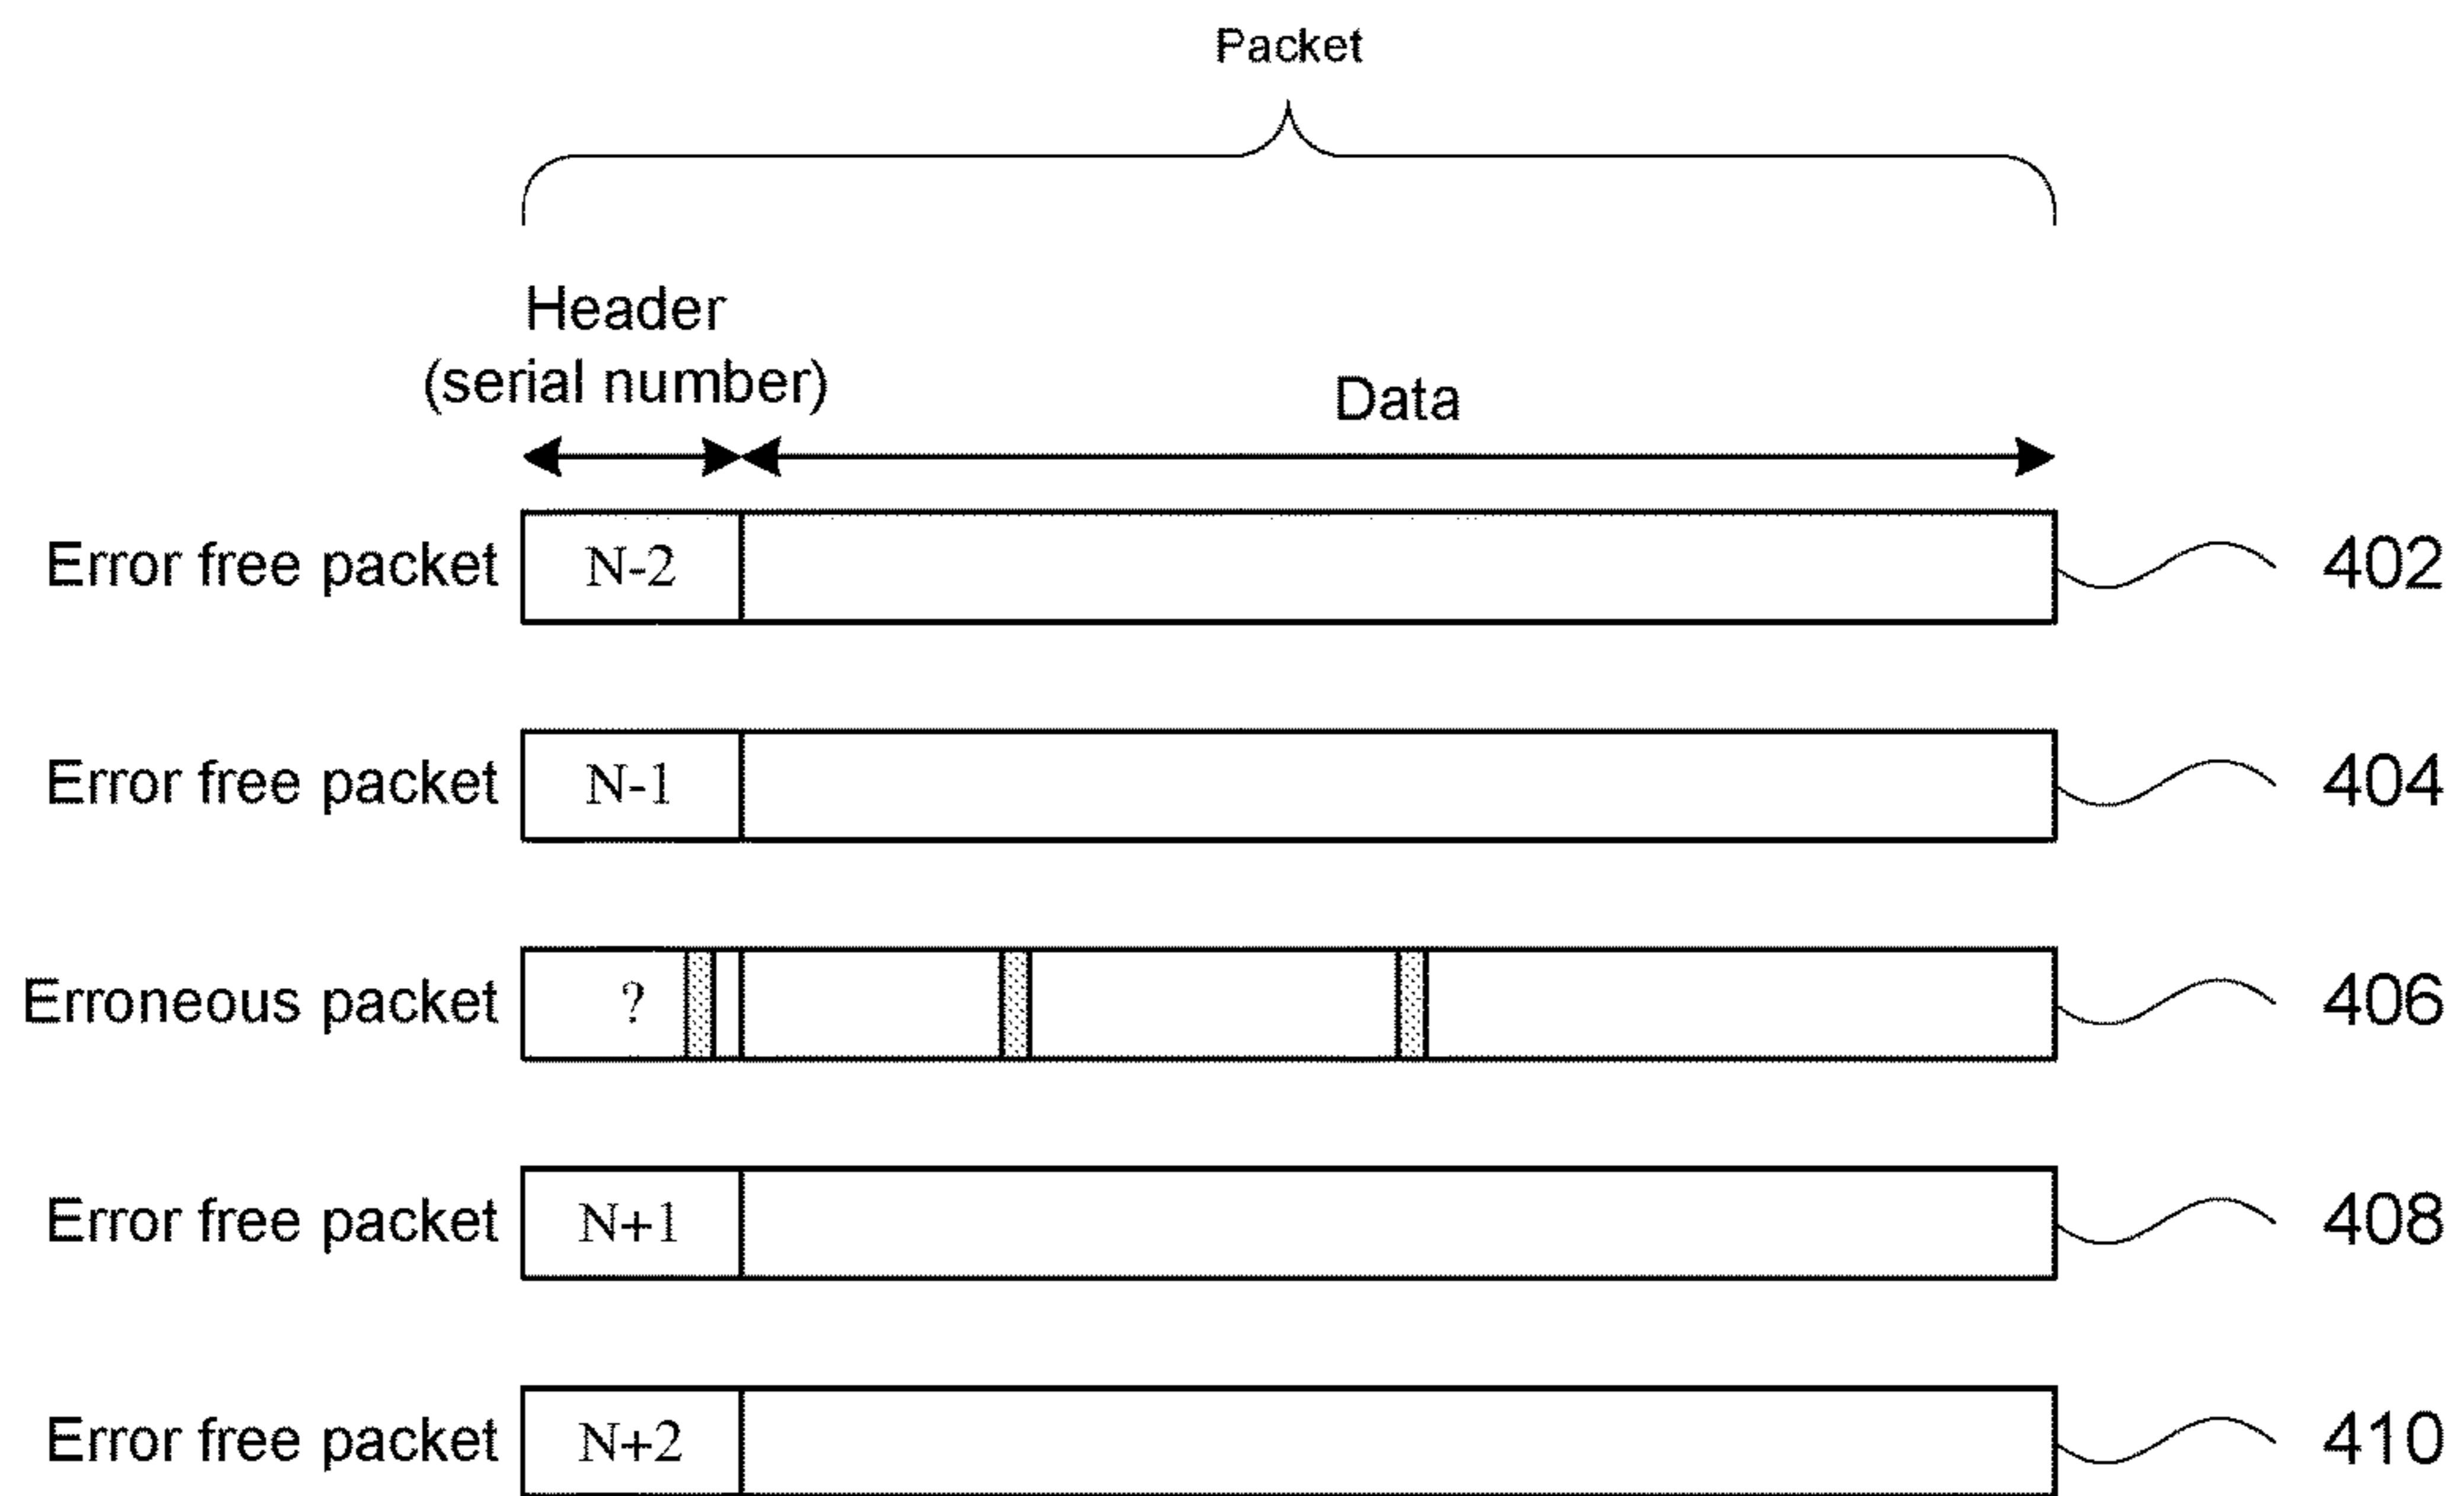 Packet
Header
(serial number)
Data
Error free packet N-2 402
Error free packet N-1 404
Erroneous packet ? 406
Error free packet N+1 408
Error free packet N+2 410